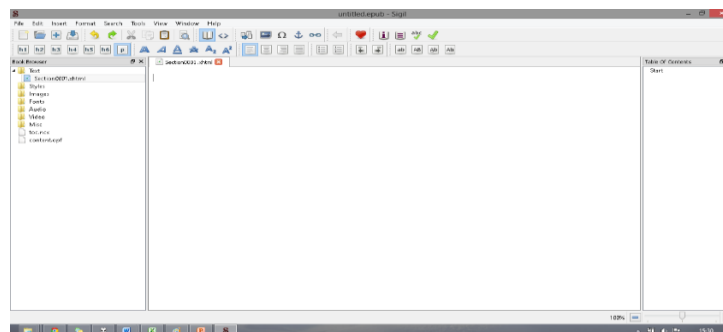 untitled.epub - Sigil
File Edit Insert Format Search Tools View Window Help
h1 h2 h3 h4 h5 h6 p
Book Browser
Section0001.xhtml
Table Of Contents
Text
Section0001.xhtml
Styles
Images
Fonts
Audio
Video
Misc
toc.ncx
content.opf
Start
100%